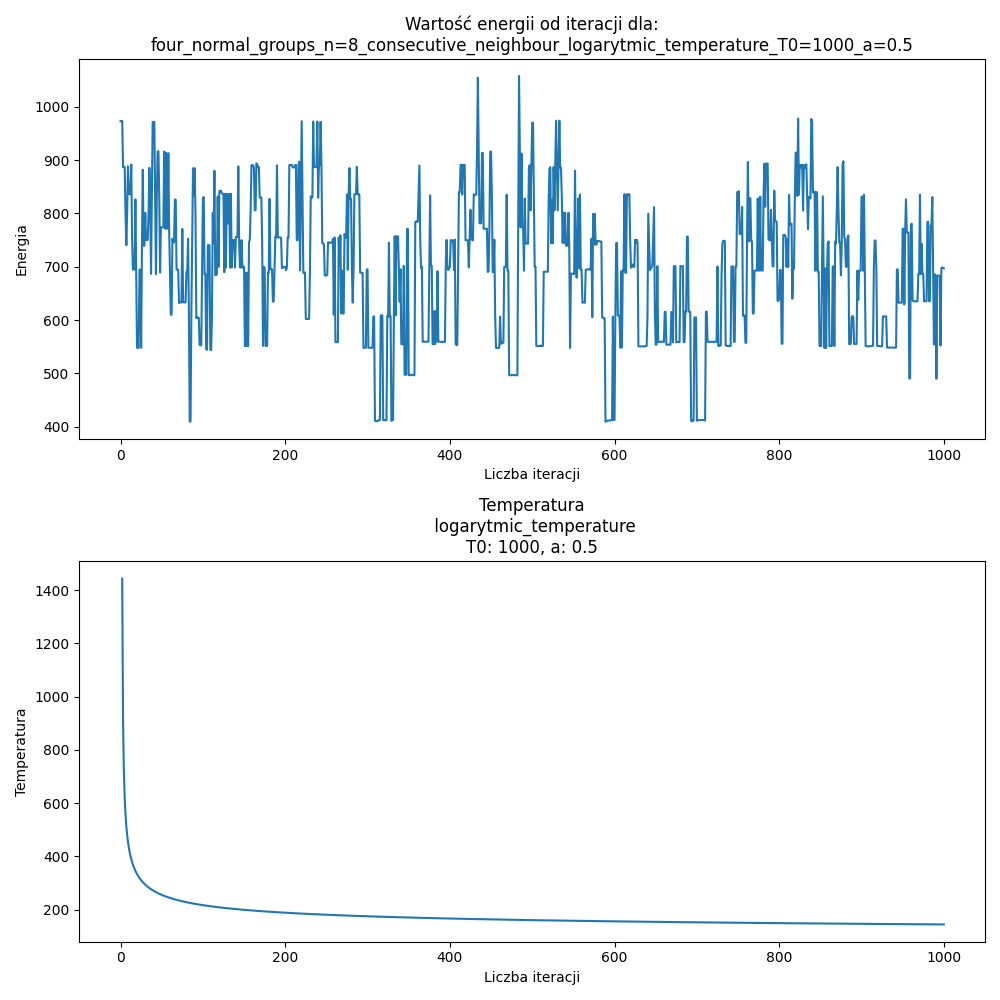 Wartość energii od iteracji dla:
four_normal_groups_n=8_consecutive_neighbour_logarytmic_temperature_T0=1000_a=0.5
1000
900
800
700
600
500
400
Energia
0 200 400 600 800 1000
Liczba iteracji
Temperatura
logarytmic_temperature
T0: 1000, a: 0.5
1400
1200
1000
800
600
400
200
Temperatura
0 200 400 600 800 1000
Liczba iteracji